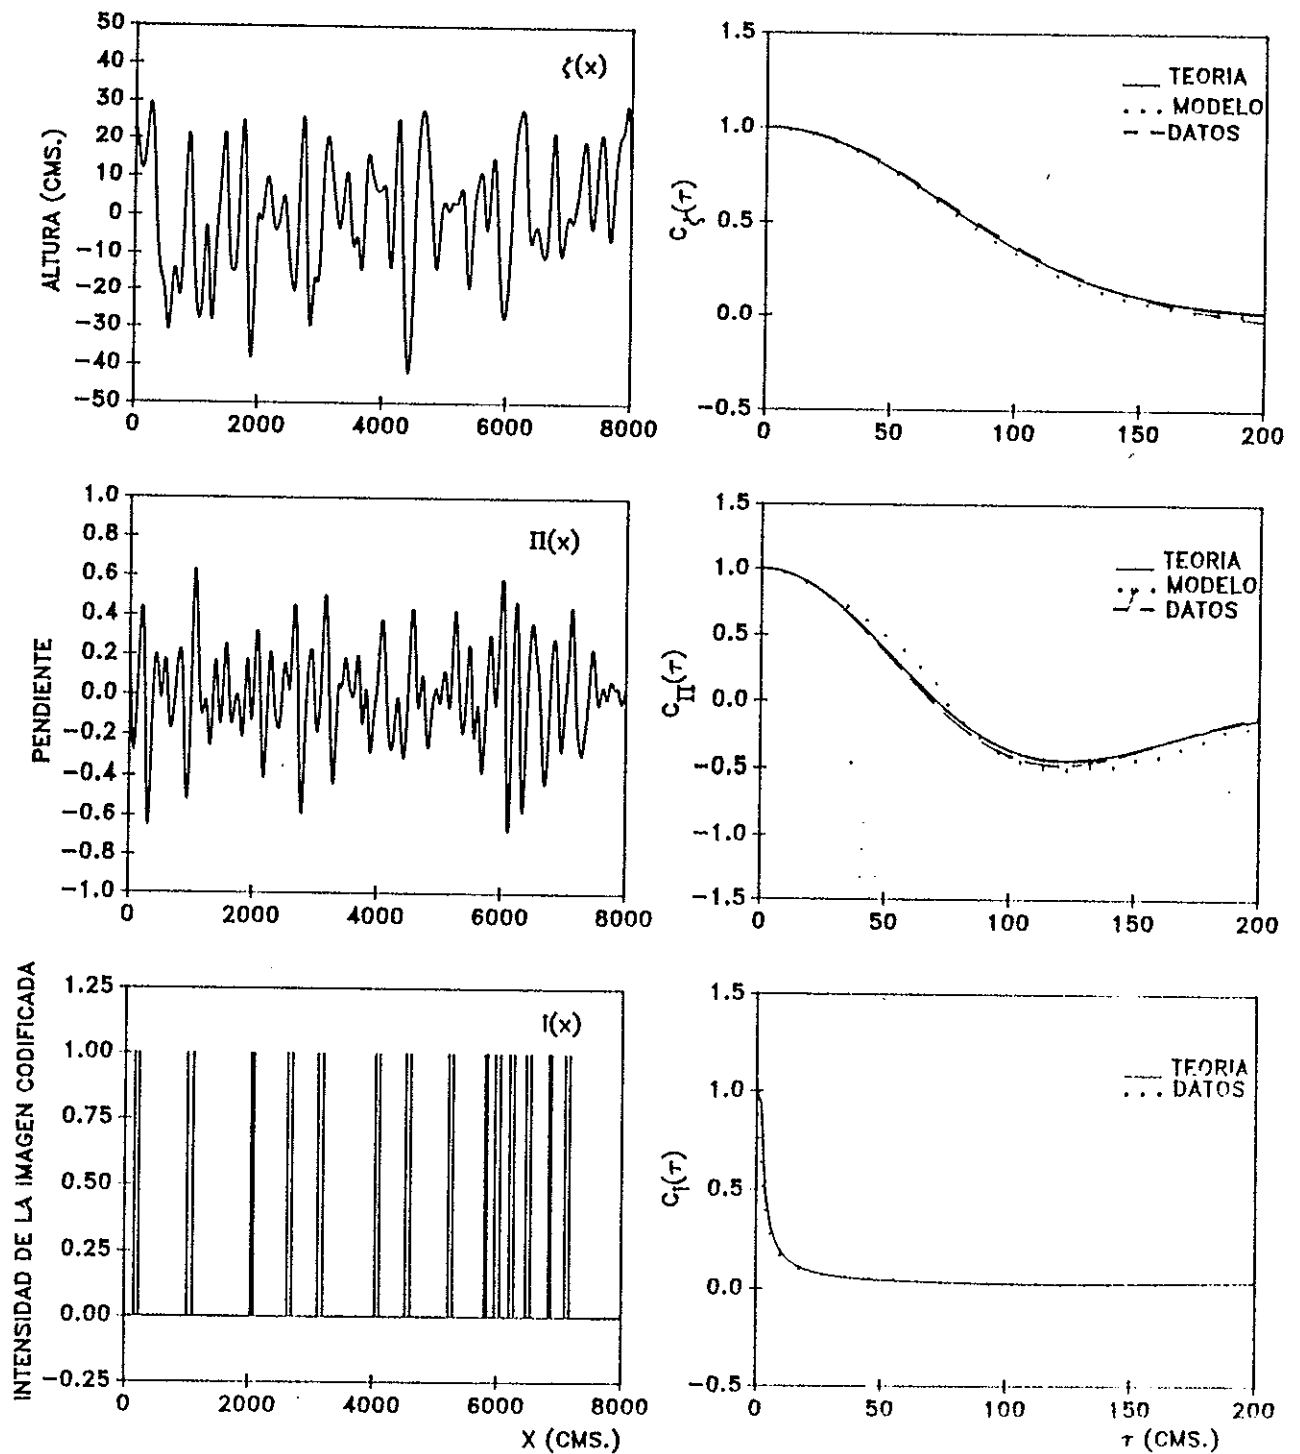 50
40
30
20
10
0
-10
-20
-30
-40
-50
ALTURA (CMS.)
ζ(x)
0 2000 4000 6000 8000
1.5
1.0
0.5
0.0
-0.5
C_ζ(τ)
TEORIA
MODELO
DATOS
0 50 100 150 200
1.0
0.8
0.6
0.4
0.2
0.0
-0.2
-0.4
-0.6
-0.8
-1.0
PENDIENTE
Π(x)
0 2000 4000 6000 8000
1.5
1.0
0.5
0.0
-0.5
-1.0
-1.5
C_Π(τ)
TEORIA
MODELO
DATOS
0 50 100 150 200
1.25
1.00
0.75
0.50
0.25
0.00
-0.25
INTENSIDAD DE LA IMAGEN CODIFICADA
Î(x)
0 2000 4000 6000 8000
X (CMS.)
1.5
1.0
0.5
0.0
-0.5
C_Î(τ)
TEORIA
DATOS
0 50 100 150 200
τ (CMS.)